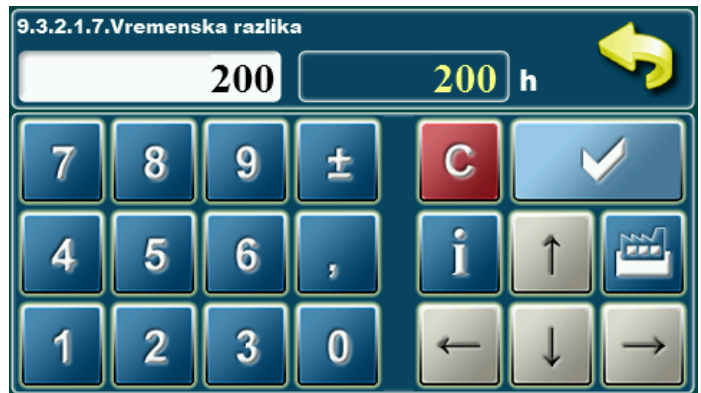 9.3.2.1.7.Vremenska razlika
200 200 h
7 8 9 ± C
4 5 6 , i ↑
1 2 3 0 ← ↓ →